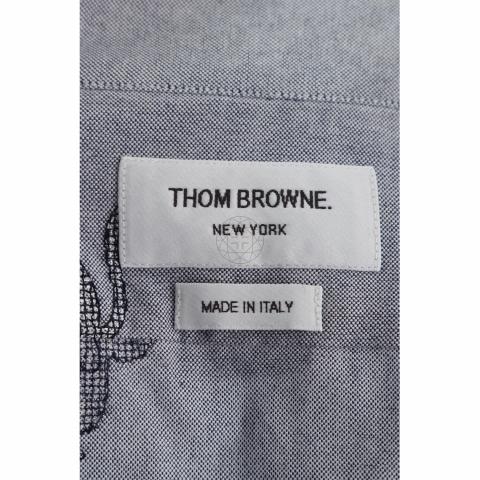 THOM BROWNE.
NEW YORK
MADE IN ITALY